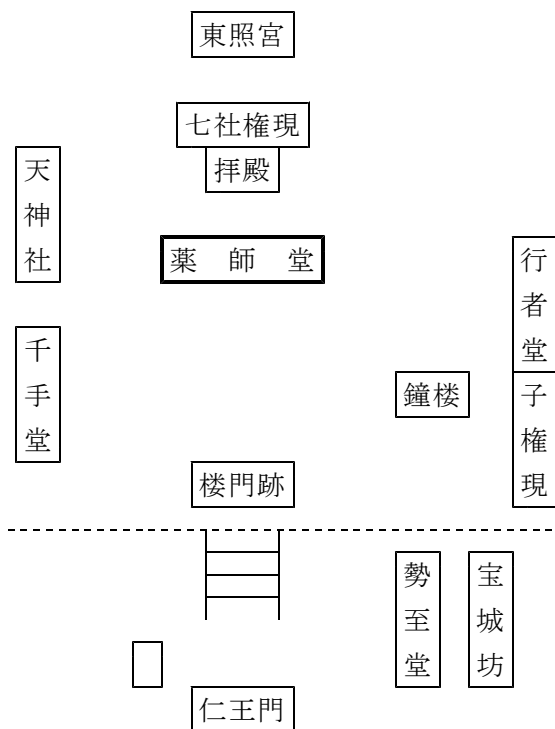 東照宮
七社権現
拝殿
天神社
薬師堂
行者堂
千手堂
鐘楼
子権現
楼門跡
勢至堂
宝城坊
仁王門